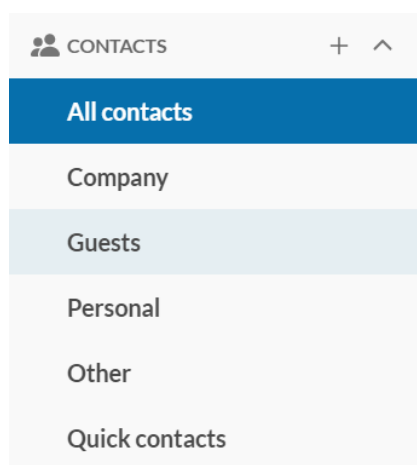 CONTACTS
All contacts
Company
Guests
Personal
Other
Quick contacts